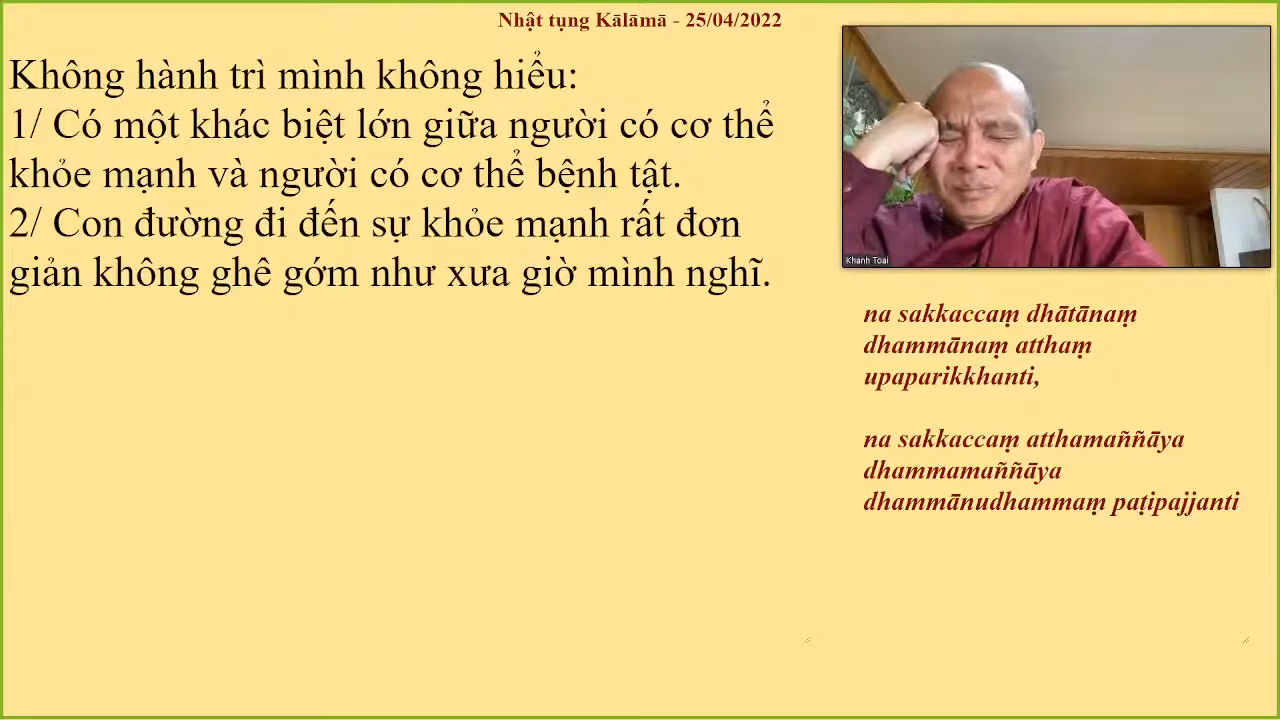 Nhật tụng Kālāmā - 25/04/2022
Không hành trì mình không hiểu:
1/ Có một khác biệt lớn giữa người có cơ thể
khỏe mạnh và người có cơ thể bệnh tật.
2/ Con đường đi đến sự khỏe mạnh rất đơn
giản không ghê gớm như xưa giờ mình nghĩ.
Khanh Toai
na sakkaccaṃ dhātānaṃ
dhammānaṃ atthaṃ
upaparikkhanti,
na sakkaccaṃ atthamaññāya
dhammamaññāya
dhammānudhammaṃ paṭipajjanti